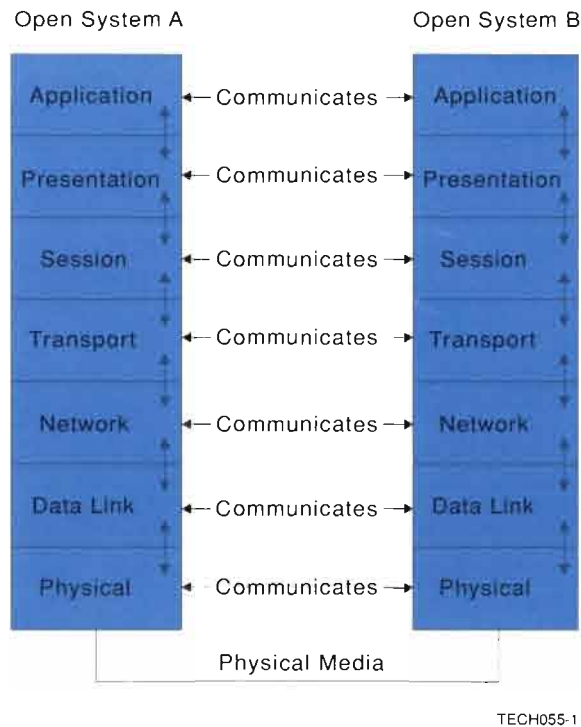 Open System A Open System B
Application Communicates Application
Presentation Communicates Presentation
Session Communicates Session
Transport Communicates Transport
Network Communicates Network
Data Link Communicates Data Link
Physical Communicates Physical
Physical Media
TECH055-1